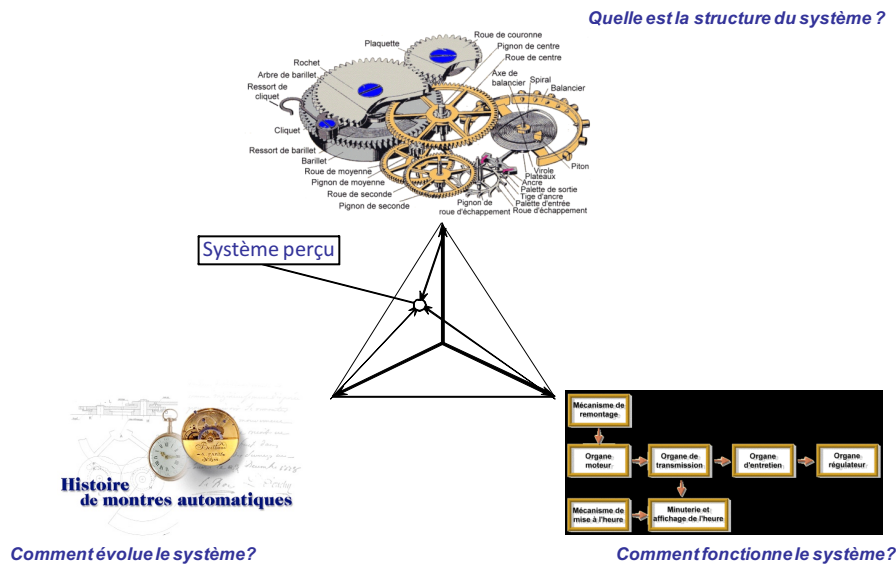 Quelle est la structure du système ?
Roue de couronne
Pignon de centre
Roue de centre
Plaquette
Rochet
Arbre de barillet
Ressort de
cliquet
Axe de
balancier
Spiral
Balancier
Cliquet
Ressort de barillet
Barillet
Roue de moyenne
Pignon de moyenne
Roue de seconde
Pignon de seconde
Pignon de
roue d'échappement
Piton
Virole
Plateaux
Ancre
Palette de sortie
Tige d'ancre
Palette d'entrée
Roue d'échappement
Système perçu
Histoire
de montres automatiques
Mécanisme de
remontage
Organe
moteur
Organe de
transmission
Organe
d'entretien
Organe
régulateur
Mécanisme de
mise à l'heure
Minuterie et
affichage de l'heure
Comment évolue le système?
Comment fonctionne le système?